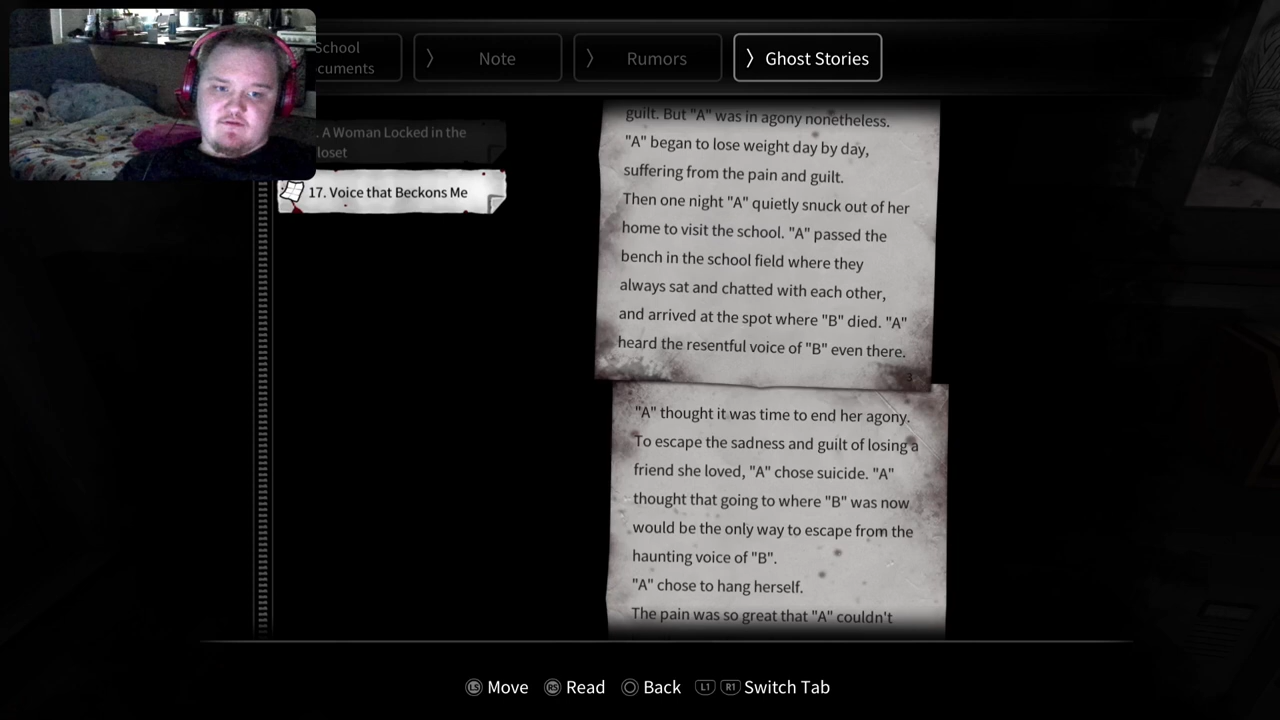 School
cuments
Note
Rumors
Ghost Stories
A Woman Locked in the
loset
17. Voice that Beckons Me
guilt. But "A" was in agony nonetheless.
"A" began to lose weight day by day,
suffering from the pain and guilt.
Then one night "A" quietly snuck out of her
home to visit the school. "A" passed the
bench in the school field where they
always sat and chatted with each other,
and arrived at the spot where "B" died. "A"
heard the resentful voice of "B" even there.
3
"A" thought it was time to end her agony.
To escape the sadness and guilt of losing a
friend she loved, "A" chose suicide. "A"
thought that going to where "B" was now
would be the only way to escape from the
haunting voice of "B".
"A" chose to hang herself.
The pain was so great that "A" couldn't
LS Move RS Read Back L1 R1 Switch Tab